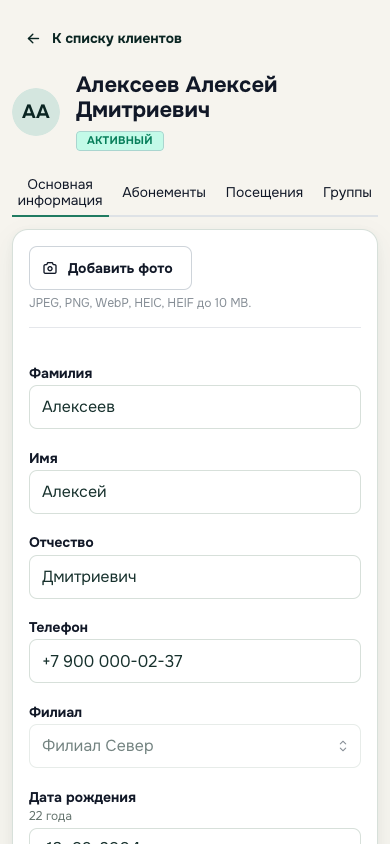 К списку клиентов
АА
Алексеев Алексей
Дмитриевич
АКТИВНЫЙ
Основная
информация
Абонементы
Посещения
Группы
Добавить фото
JPEG, PNG, WebP, HEIC, HEIF до 10 MB.
Фамилия
Алексеев
Имя
Алексей
Отчество
Дмитриевич
Телефон
+7 900 000-02-37
Филиал
Филиал Север
Дата рождения
22 года